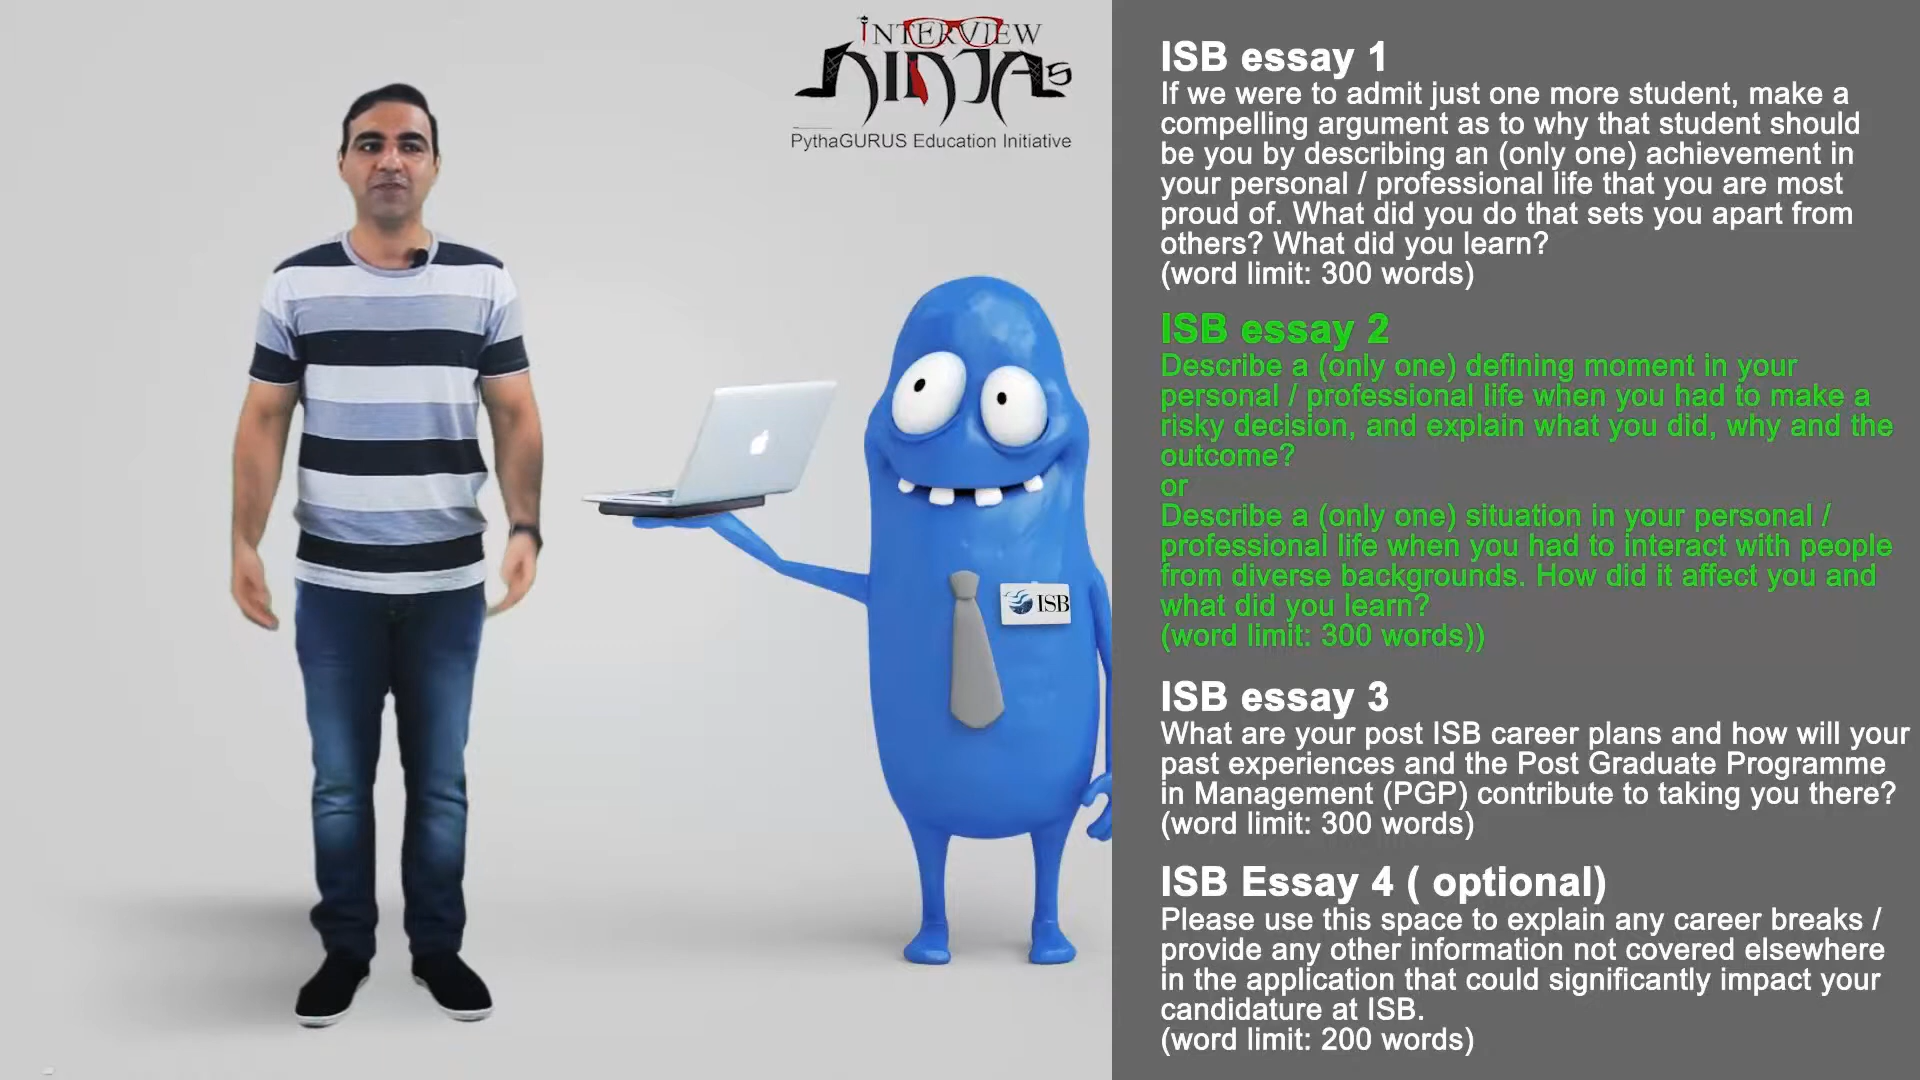 INTERVIEW
NINJAS
PythaGURUS Education Initiative
ISB
ISB essay 1
If we were to admit just one more student, make a
compelling argument as to why that student should
be you by describing an (only one) achievement in
your personal / professional life that you are most
proud of. What did you do that sets you apart from
others? What did you learn?
(word limit: 300 words)
ISB essay 2
Describe a (only one) defining moment in your
personal / professional life when you had to make a
risky decision, and explain what you did, why and the
outcome?
or
Describe a (only one) situation in your personal /
professional life when you had to interact with people
from diverse backgrounds. How did it affect you and
what did you learn?
(word limit: 300 words))
ISB essay 3
What are your post ISB career plans and how will your
past experiences and the Post Graduate Programme
in Management (PGP) contribute to taking you there?
(word limit: 300 words)
ISB Essay 4 ( optional)
Please use this space to explain any career breaks /
provide any other information not covered elsewhere
in the application that could significantly impact your
candidature at ISB.
(word limit: 200 words)